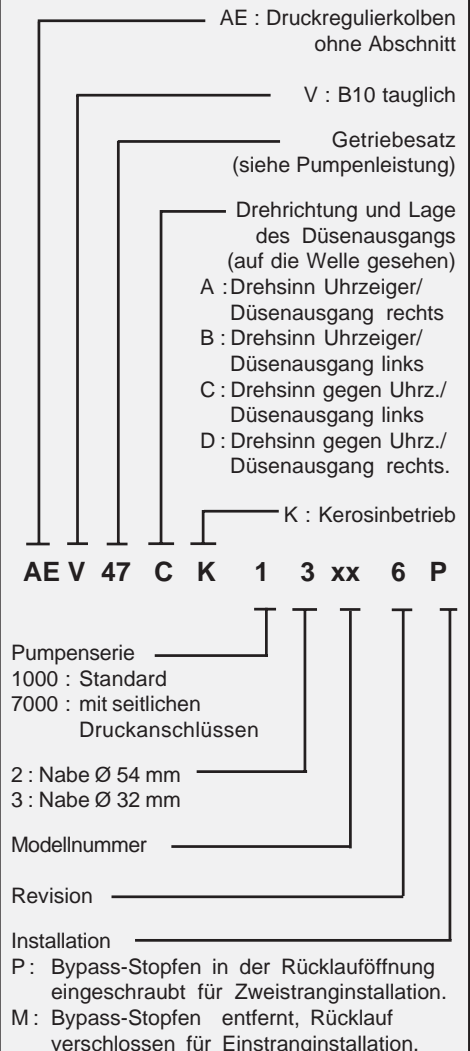 AE : Druckregulierkolben
ohne Abschnitt
V : B10 tauglich
Getriebesatz
(siehe Pumpenleistung)
Drehrichtung und Lage
des Düsenausgangs
(auf die Welle gesehen)
A : Drehsinn Uhrzeiger/
Düsenausgang rechts
B : Drehsinn Uhrzeiger/
Düsenausgang links
C : Drehsinn gegen Uhrz./
Düsenausgang links
D : Drehsinn gegen Uhrz./
Düsenausgang rechts.
K : Kerosinbetrieb
AE V 47 C K 1 3 xx 6 P
Pumpenserie
1000 : Standard
7000 : mit seitlichen
Druckanschlüssen
2 : Nabe Ø 54 mm
3 : Nabe Ø 32 mm
Modellnummer
Revision
Installation
P : Bypass-Stopfen in der Rücklauföffnung
eingeschraubt für Zweistranginstallation.
M : Bypass-Stopfen entfernt, Rücklauf
verschlossen für Einstranginstallation.